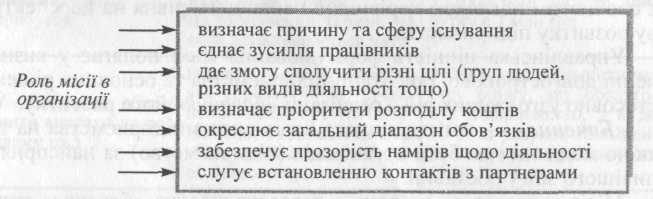 визначає причину та сферу існування
єднає зусилля працівників
дає змогу сполучити різні цілі (груп людей,
різних видів діяльності тощо)
Роль місії в
організації
визначає пріоритети розподілу коштів
окреслює загальний діапазон обов’язків
забезпечує прозорість намірів щодо діяльності
слугує встановленню контактів з партнерами